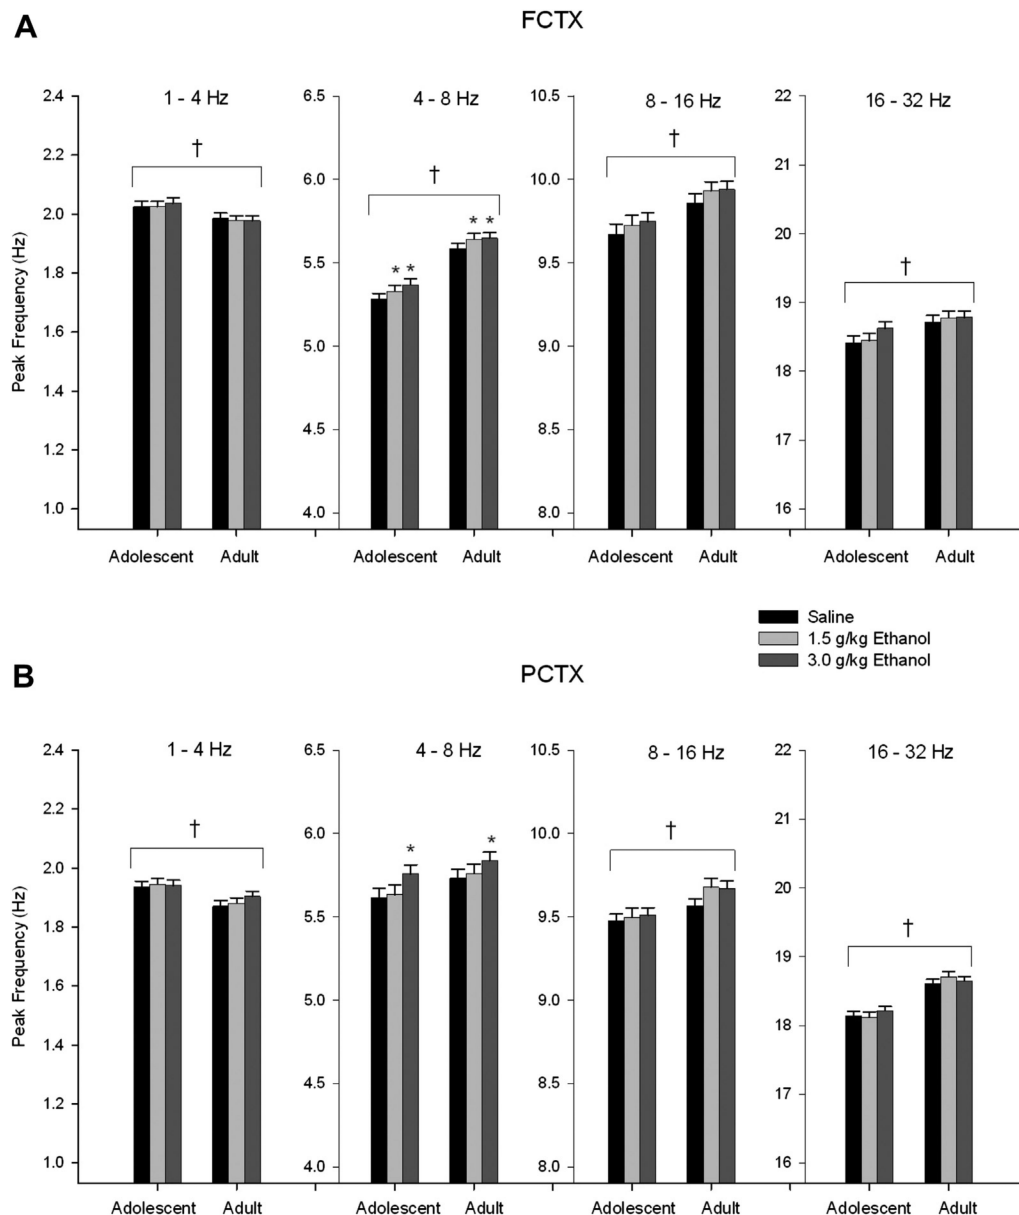 A
FCTX
1 - 4 Hz
4 - 8 Hz
8 - 16 Hz
16 - 32 Hz
Peak Frequency (Hz)
2.4
2.2
2.0
1.8
1.6
1.4
1.2
1.0
†
6.5
6.0
5.5
5.0
4.5
4.0
†
* *
* *
10.5
10.0
9.5
9.0
8.5
8.0
†
22
21
20
19
18
17
16
†
Adolescent Adult
Adolescent Adult
Adolescent Adult
Adolescent Adult
Saline
1.5 g/kg Ethanol
3.0 g/kg Ethanol
B
PCTX
1 - 4 Hz
4 - 8 Hz
8 - 16 Hz
16 - 32 Hz
Peak Frequency (Hz)
2.4
2.2
2.0
1.8
1.6
1.4
1.2
1.0
†
6.5
6.0
5.5
5.0
4.5
4.0
*
*
10.5
10.0
9.5
9.0
8.5
8.0
†
22
21
20
19
18
17
16
†
Adolescent Adult
Adolescent Adult
Adolescent Adult
Adolescent Adult